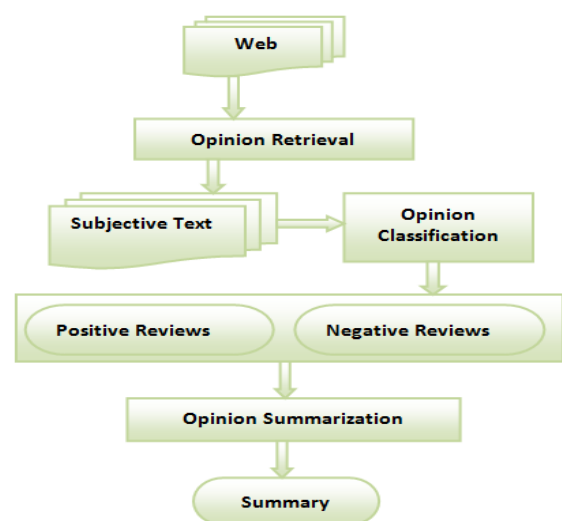 Web
Opinion Retrieval
Subjective Text
Opinion
Classification
Positive Reviews
Negative Reviews
Opinion Summarization
Summary